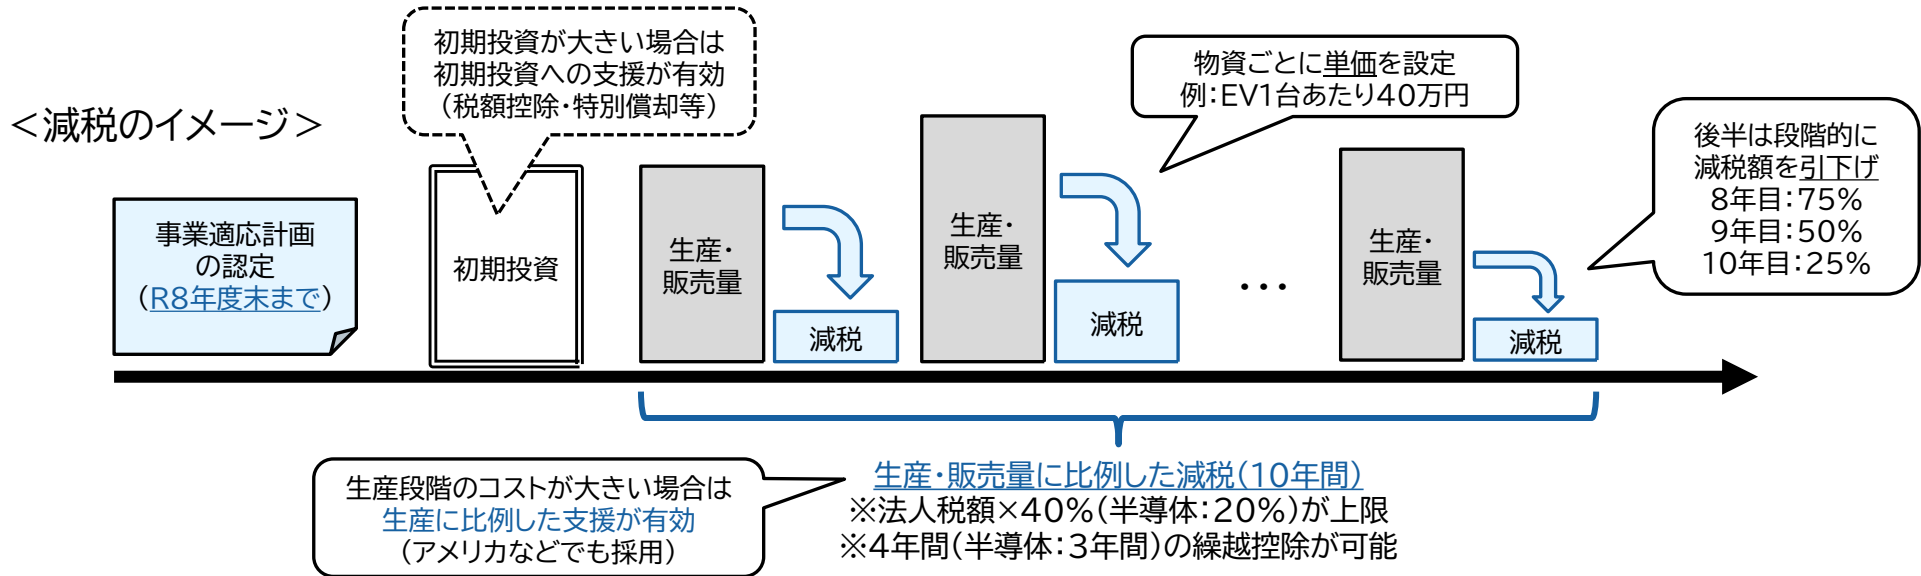 ＜減税のイメージ＞
事業適応計画
の認定
（R8年度末まで）
初期投資が大きい場合は
初期投資への支援が有効
（税額控除・特別償却等）
初期投資
生産・
販売量
減税
生産・
販売量
減税
物資ごとに単価を設定
例：EV1台あたり40万円
・・・
生産・
販売量
減税
後半は段階的に
減税額を引下げ
8年目：75%
9年目：50%
10年目：25%
生産段階のコストが大きい場合は
生産に比例した支援が有効
（アメリカなどでも採用）
生産・販売量に比例した減税（10年間）
※法人税額×40%（半導体：20%）が上限
※4年間（半導体：3年間）の繰越控除が可能